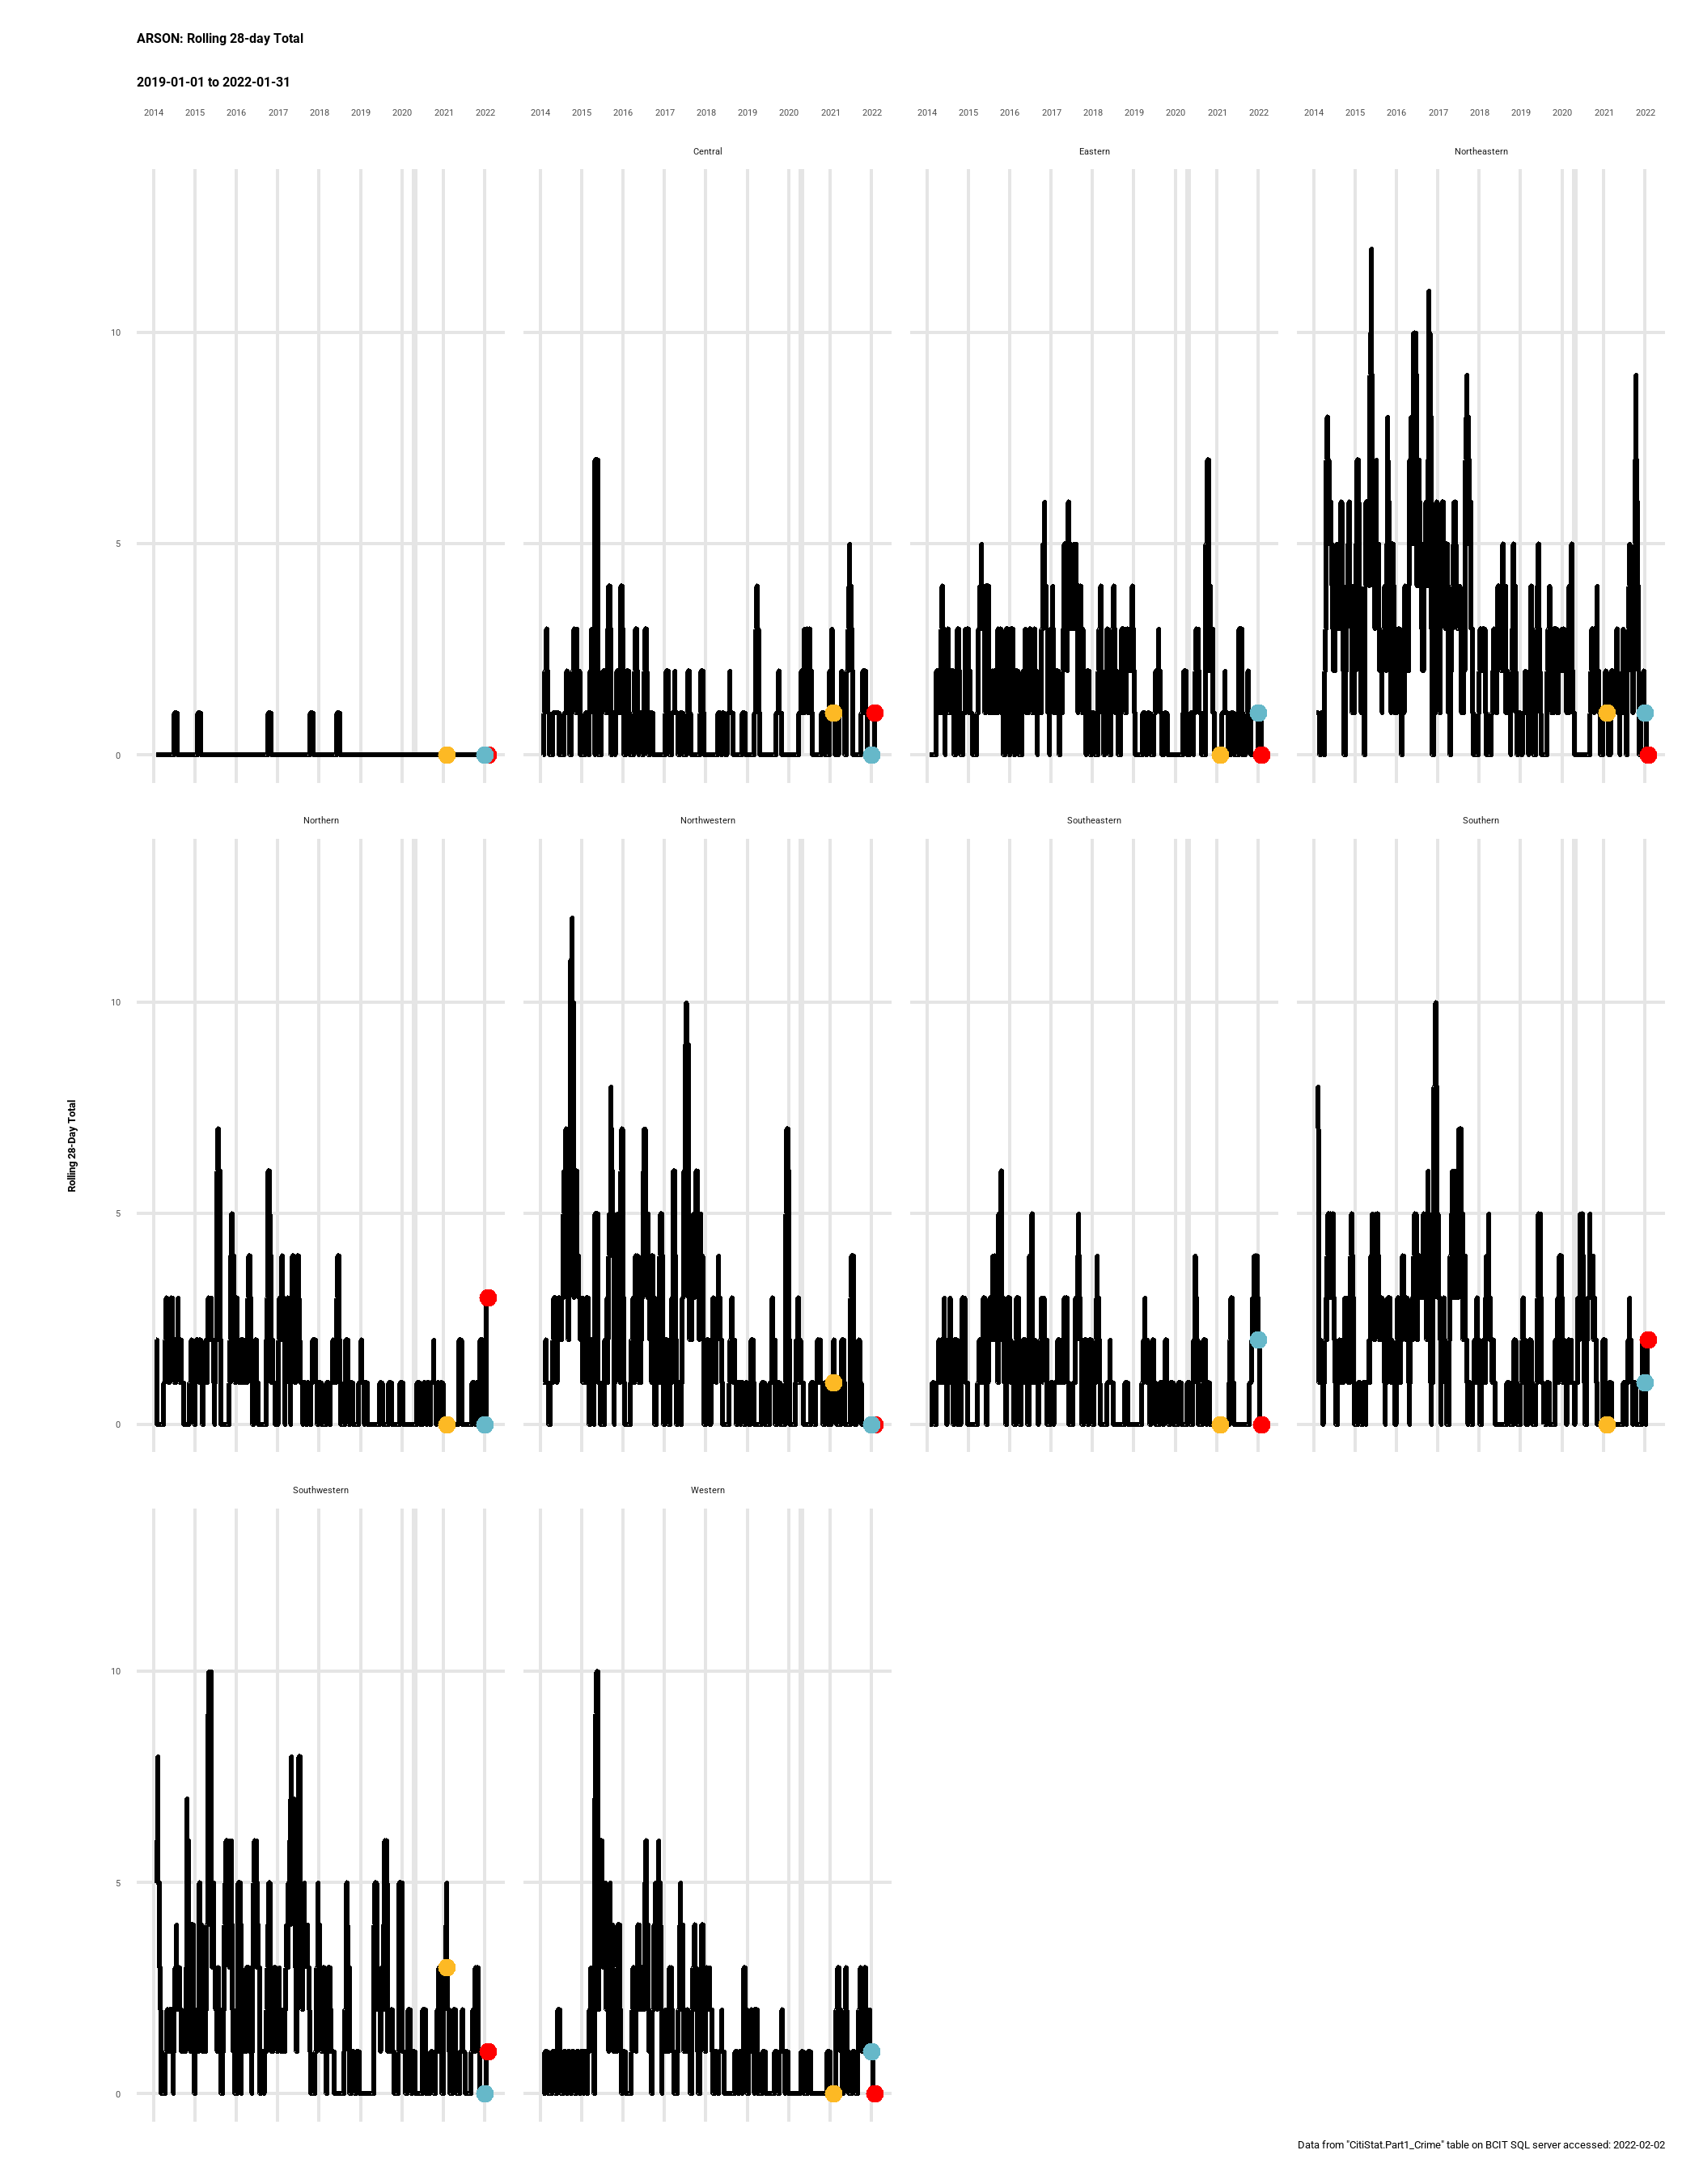 ARSON: Rolling 28-day Total
2019-01-01 to 2022-01-31
2014 2015 2016 2017 2018 2019 2020 2021 2022 2014 2015 2016 2017 2018 2019 2020 2021 2022 2014 2015 2016 2017 2018 2019 2020 2021 2022 2014 2015 2016 2017 2018 2019 2020 2021 2022
Central Eastern Northeastern
10
5
0
Northern Northwestern Southeastern Southern
10
Rolling 28-Day Total
5
0
Southwestern Western
10
5
0
Data from "CitiStat.Part1_Crime" table on BCIT SQL server accessed: 2022-02-02